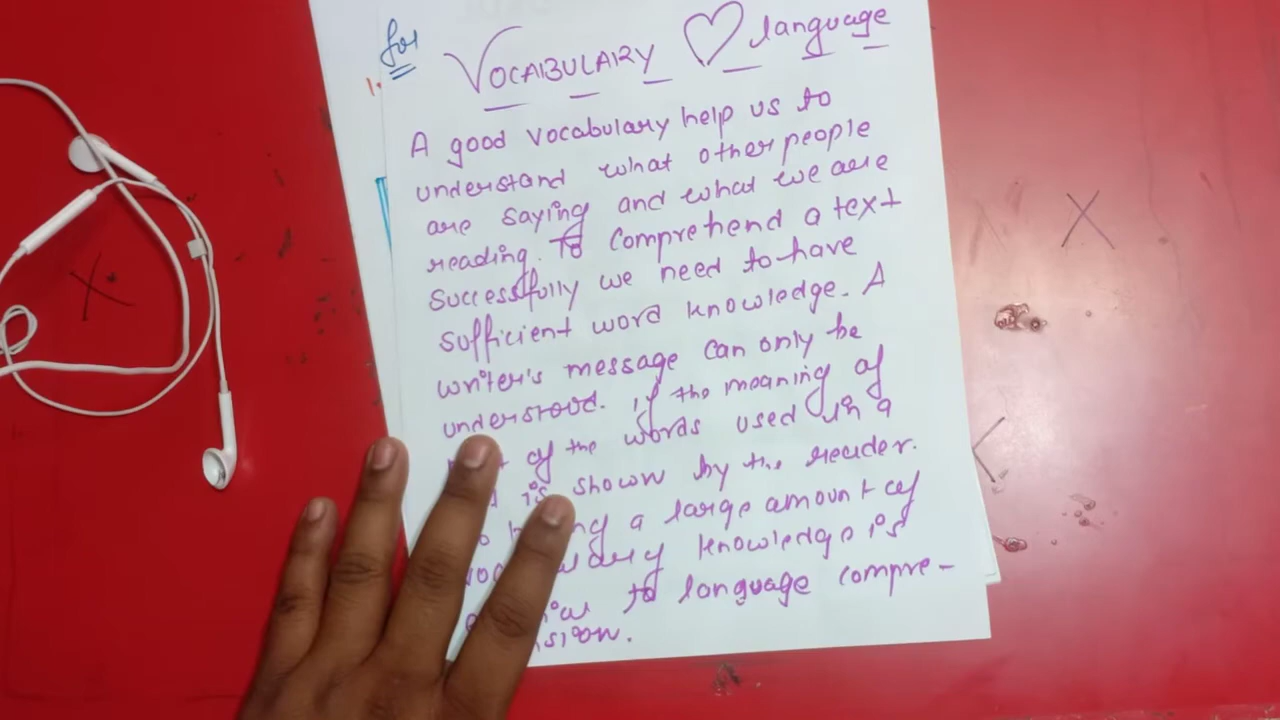 for
VOCABULARY language
1.
A good vocabulary help us to
understand what other people
are saying and what we are
reading. To comprehend a text
successfully we need to have
sufficient word knowledge. A
writer's message can only be
understood. if the meaning of
of the words used in a
is shown by the reader.
a large amount of
knowledge is
to language compre-